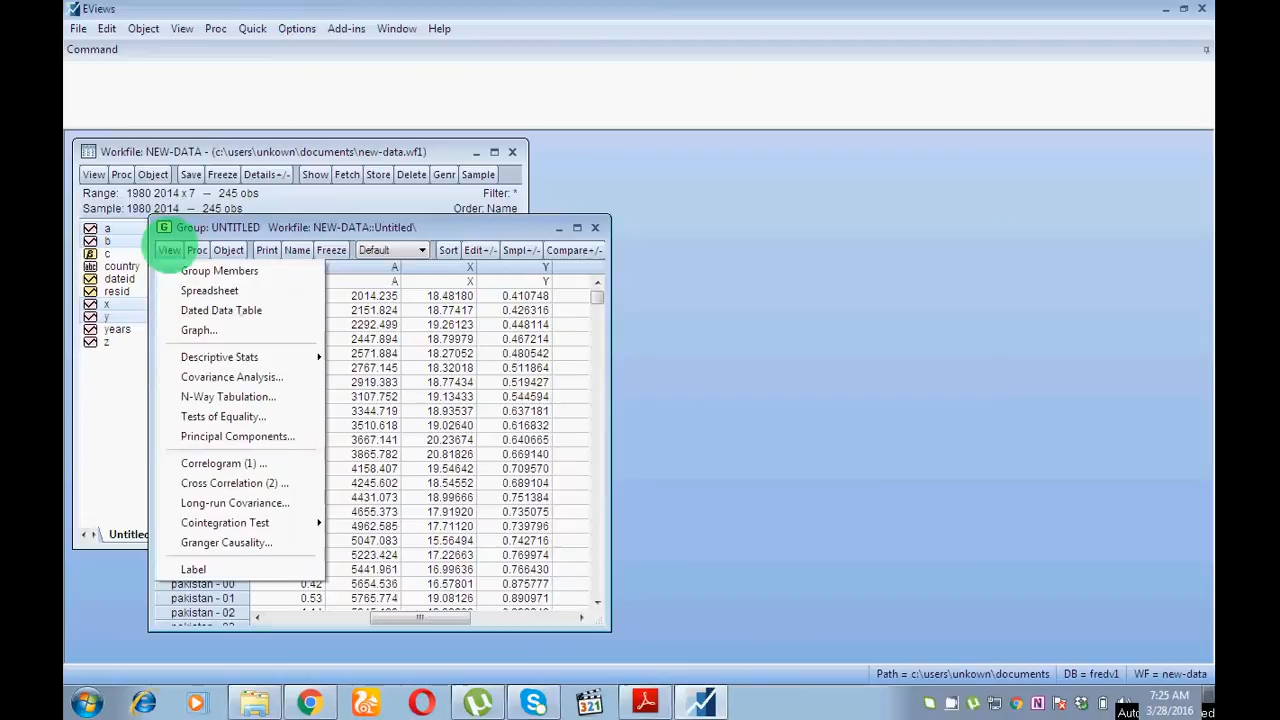 EViews
File Edit Object View Proc Quick Options Add-ins Window Help
Command
Workfile: NEW-DATA - (c:\users\unkown\documents\new-data.wf1)
View Proc Object Save Freeze Details+/- Show Fetch Store Delete Genr Sample
Range: 1980 2014 x 7 -- 245 obs Filter: *
Sample: 1980 2014 -- 245 obs Order: Name
a
b
c
country
dateid
resid
x
y
years
z
Untitled
Group: UNTITLED Workfile: NEW-DATA::Untitled\
View Proc Object Print Name Freeze Default Sort Edit+/- Smpl+/- Compare+/-
Group Members
Spreadsheet
Dated Data Table
Graph...
Descriptive Stats
Covariance Analysis...
N-Way Tabulation...
Tests of Equality...
Principal Components...
Correlogram (1) ...
Cross Correlation (2) ...
Long-run Covariance...
Cointegration Test
Granger Causality...
Label
A X Y
A X Y
2014.235 18.48180 0.410748
2151.824 18.77417 0.426316
2292.499 19.26123 0.448114
2447.894 18.79979 0.467214
2571.884 18.27052 0.480542
2767.145 18.32018 0.511864
2919.383 18.77434 0.519427
3107.752 19.13433 0.544594
3344.719 18.93537 0.637181
3510.618 19.02640 0.616832
3667.141 20.23674 0.640665
3865.782 20.81826 0.669140
4158.407 19.54642 0.709570
4245.602 18.54552 0.689104
4431.073 18.99666 0.751384
4655.373 17.91920 0.735075
4962.585 17.71120 0.739796
5047.083 15.56494 0.742716
5223.424 17.22663 0.769974
5441.961 16.99636 0.766430
pakistan - 00 0.42 5654.536 16.57801 0.875777
pakistan - 01 0.53 5765.774 19.08126 0.890971
pakistan - 02
Path = c:\users\unkown\documents DB = fredv1 WF = new-data
321
7:25 AM
3/28/2016